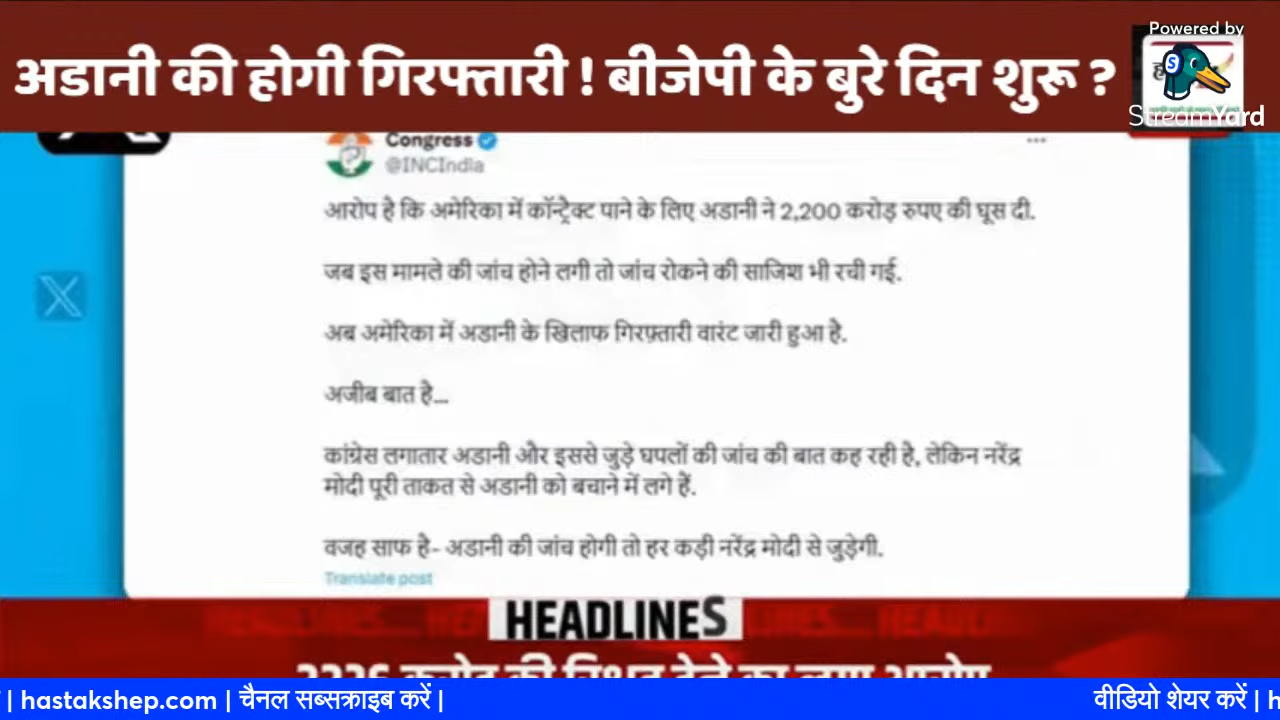 Powered by
अडानी की होगी गिरफ्तारी ! बीजेपी के बुरे दिन शुरू ?
StreamYard
Congress
@INCIndia
आरोप है कि अमेरिका में कॉन्ट्रैक्ट पाने के लिए अडानी ने 2,200 करोड़ रुपए की घूस दी.
जब इस मामले की जांच होने लगी तो जांच रोकने की साजिश भी रची गई.
अब अमेरिका में अडानी के खिलाफ गिरफ़्तारी वारंट जारी हुआ है.
अजीब बात है...
कांग्रेस लगातार अडानी और इससे जुड़े घपलों की जांच की बात कह रही है, लेकिन नरेंद्र
मोदी पूरी ताकत से अडानी को बचाने में लगे हैं.
वजह साफ है- अडानी की जांच होगी तो हर कड़ी नरेंद्र मोदी से जुड़ेगी.
Translate post
HEADLINES
| hastakshep.com | चैनल सब्सक्राइब करें | वीडियो शेयर करें | h